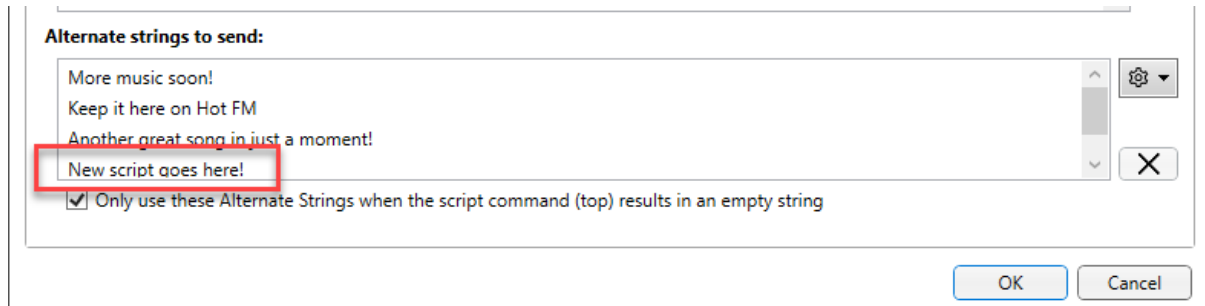 Alternate strings to send:
More music soon!
Keep it here on Hot FM
Another great song in just a moment!
New script goes here!
Only use these Alternate Strings when the script command (top) results in an empty string
OK
Cancel